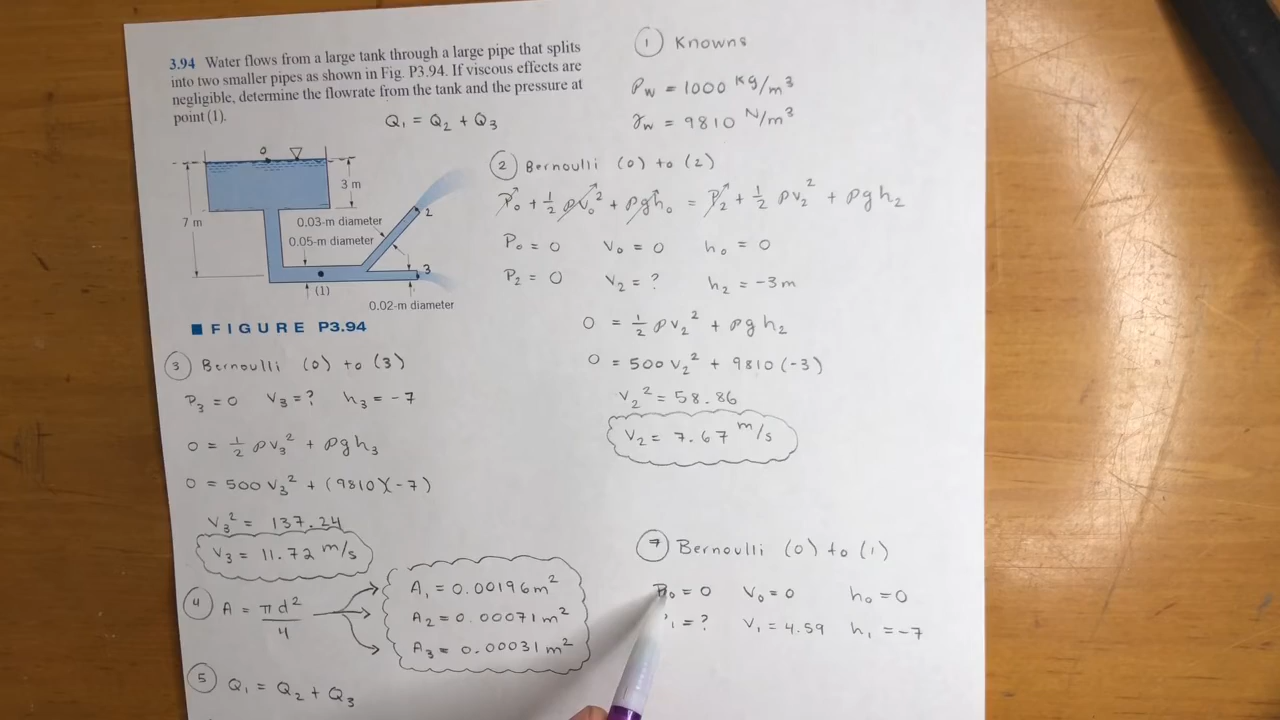 3.94 Water flows from a large tank through a large pipe that splits
into two smaller pipes as shown in Fig. P3.94. If viscous effects are
negligible, determine the flowrate from the tank and the pressure at
point (1).
Q₁ = Q₂ + Q₃
0
3 m
7 m
0.03-m diameter
2
0.05-m diameter
3
(1)
0.02-m diameter
■ FIGURE P3.94
① Knowns
ρw = 1000 kg/m³
γw = 9810 N/m³
② Bernoulli (0) to (2)
P₀ + ½ ρv₀² + ρgh₀ = P₂ + ½ ρv₂² + ρgh₂
P₀ = 0 V₀ = 0 h₀ = 0
P₂ = 0 V₂ = ? h₂ = -3m
0 = ½ ρv₂² + ρgh₂
0 = 500 v₂² + 9810(-3)
V₂² = 58.86
V₂ = 7.67 m/s
③ Bernoulli (0) to (3)
P₃ = 0 V₃ = ? h₃ = -7
0 = ½ ρv₃² + ρgh₃
0 = 500 V₃² + (9810)(-7)
V₃² = 137.24
V₃ = 11.72 m/s
④ A = πd²/4
A₁ = 0.00196m²
A₂ = 0.00071m²
A₃ = 0.00031m²
⑤ Q₁ = Q₂ + Q₃
⑦ Bernoulli (0) to (1)
P₀ = 0 V₀ = 0 h₀ = 0
P₁ = ? V₁ = 4.59 h₁ = -7